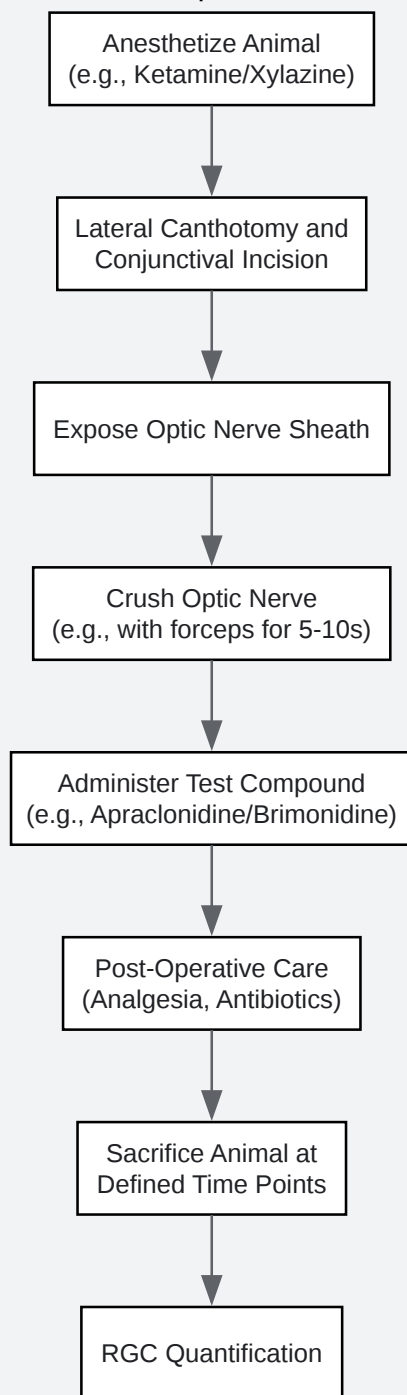 Anesthetize Animal
(e.g., Ketamine/Xylazine)
Lateral Canthotomy and
Conjunctival Incision
Expose Optic Nerve Sheath
Crush Optic Nerve
(e.g., with forceps for 5-10s)
Administer Test Compound
(e.g., Apraclonidine/Brimonidine)
Post-Operative Care
(Analgesia, Antibiotics)
Sacrifice Animal at
Defined Time Points
RGC Quantification